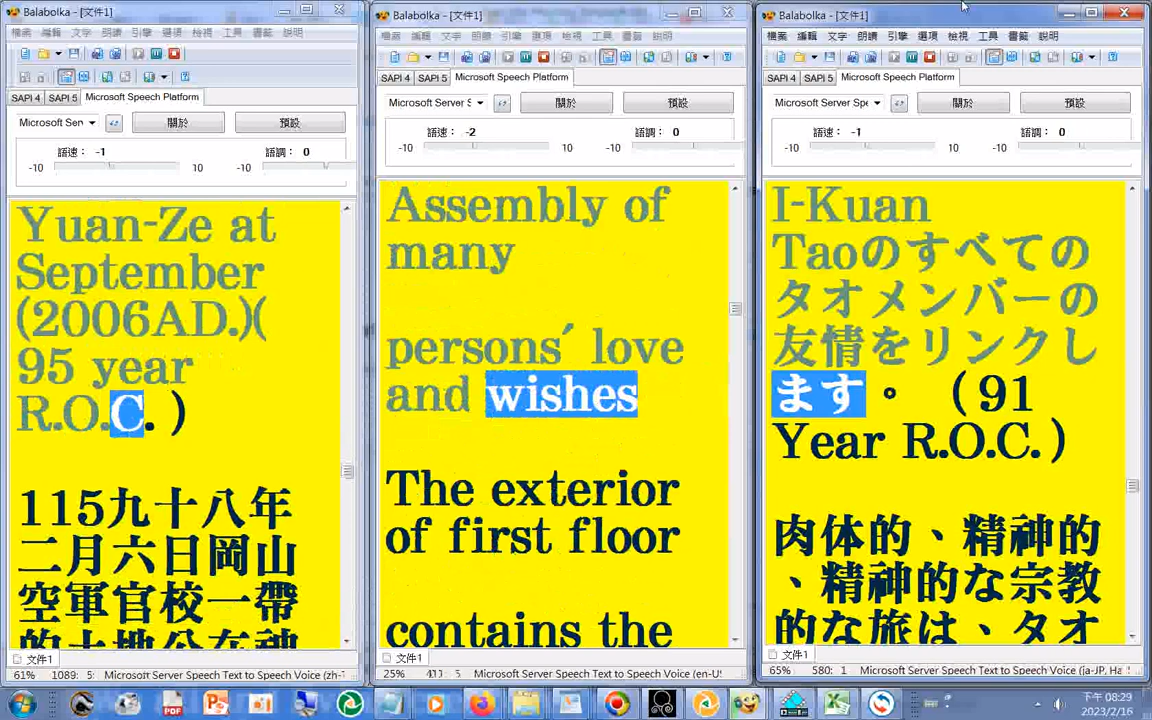 Balabolka - [文件1]
檔案 編輯 文字 朗讀 引擎 選項 檢視 工具 書籤 說明
SAPI 4 SAPI 5 Microsoft Speech Platform
Microsoft Ser 關於 預設
語速： -1 語調： 0
-10 10 -10
Yuan-Ze at
September
(2006AD.)(
95 year
R.O.C. )
115九十八年
二月六日岡山
空軍官校一帶
的土地公在神
文件1
61% 1089: 5: Microsoft Server Speech Text to Speech Voice (zh-T
Balabolka - [文件1]
檔案 編輯 文字 朗讀 引擎 選項 檢視 工具 書籤 說明
SAPI 4 SAPI 5 Microsoft Speech Platform
Microsoft Server S 關於 預設
語速： -2 語調： 0
-10 10 -10
Assembly of
many
persons´ love
and wishes
The exterior
of first floor
contains the
文件1
25% Microsoft Server Speech Text to Speech Voice (en-US
Balabolka - [文件1]
檔案 編輯 文字 朗讀 引擎 選項 檢視 工具 書籤 說明
SAPI 4 SAPI 5 Microsoft Speech Platform
Microsoft Server Spe 關於 預設
語速： -1 語調： 0
-10 10 -10
I-Kuan
Taoのすべての
タオメンバーの
友情をリンクし
ます。（91
Year R.O.C.）
肉体的、精神的
、精神的な宗教
的な旅は、タオ
文件1
65% 580: 1 Microsoft Server Speech Text to Speech Voice (ja-JP, Ha
下午 08:29
2023/2/16